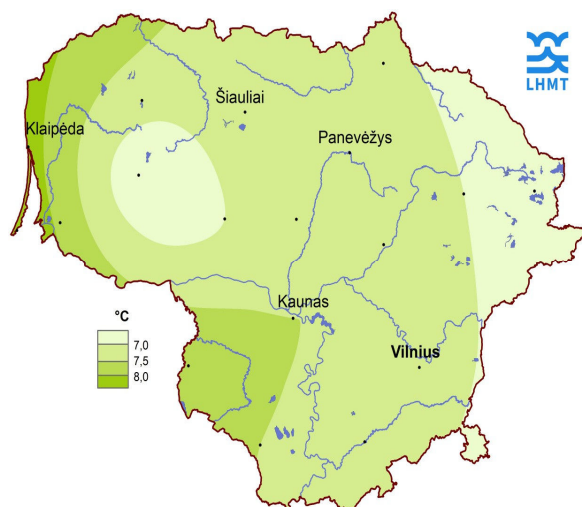 LHMT
Šiauliai
Klaipėda
Panevėžys
Kaunas
°C
7,0
7,5
8,0
Vilnius